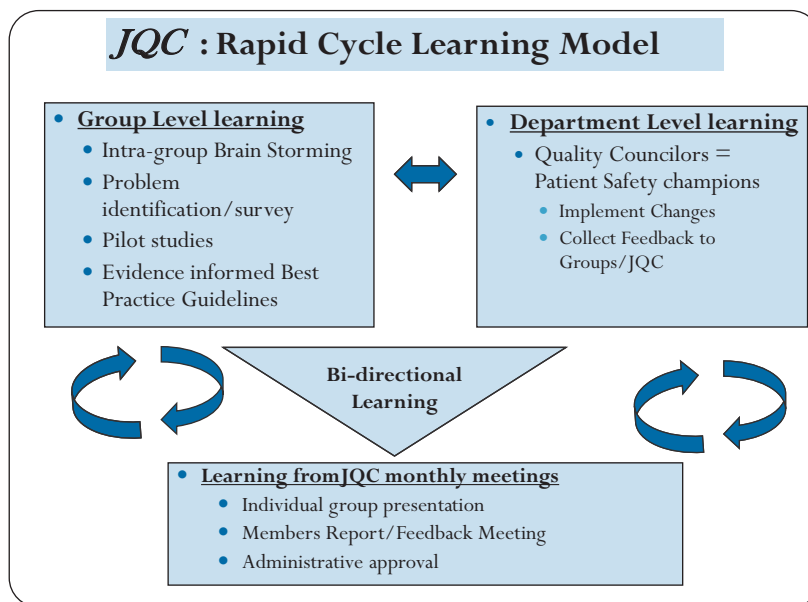 JQC : Rapid Cycle Learning Model
• Group Level learning
• Intra-group Brain Storming
• Problem
identification/survey
• Pilot studies
• Evidence informed Best
Practice Guidelines
• Department Level learning
• Quality Councilors =
Patient Safety champions
• Implement Changes
• Collect Feedback to
Groups/JQC
Bi-directional
Learning
• Learning from JQC monthly meetings
• Individual group presentation
• Members Report/Feedback Meeting
• Administrative approval